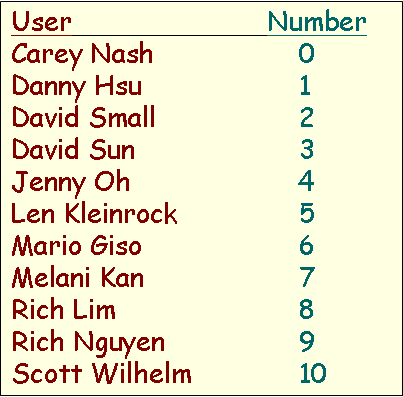 User Number
Carey Nash 0
Danny Hsu 1
David Small 2
David Sun 3
Jenny Oh 4
Len Kleinrock 5
Mario Giso 6
Melani Kan 7
Rich Lim 8
Rich Nguyen 9
Scott Wilhelm 10